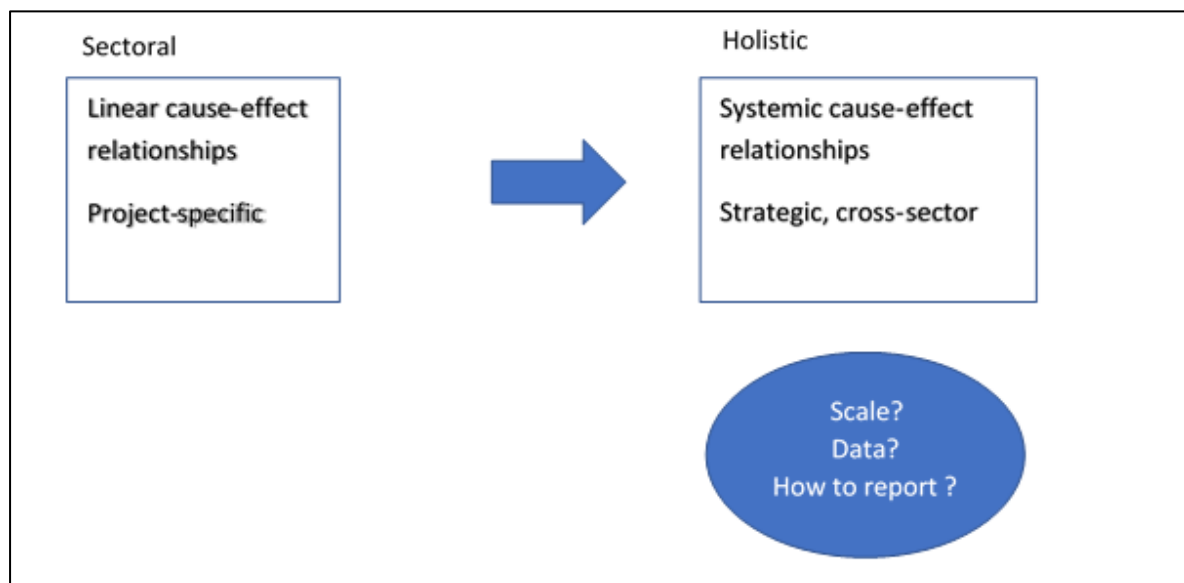 Sectoral
Linear cause-effect
relationships
Project-specific
Holistic
Systemic cause-effect
relationships
Strategic, cross-sector
Scale?
Data?
How to report ?